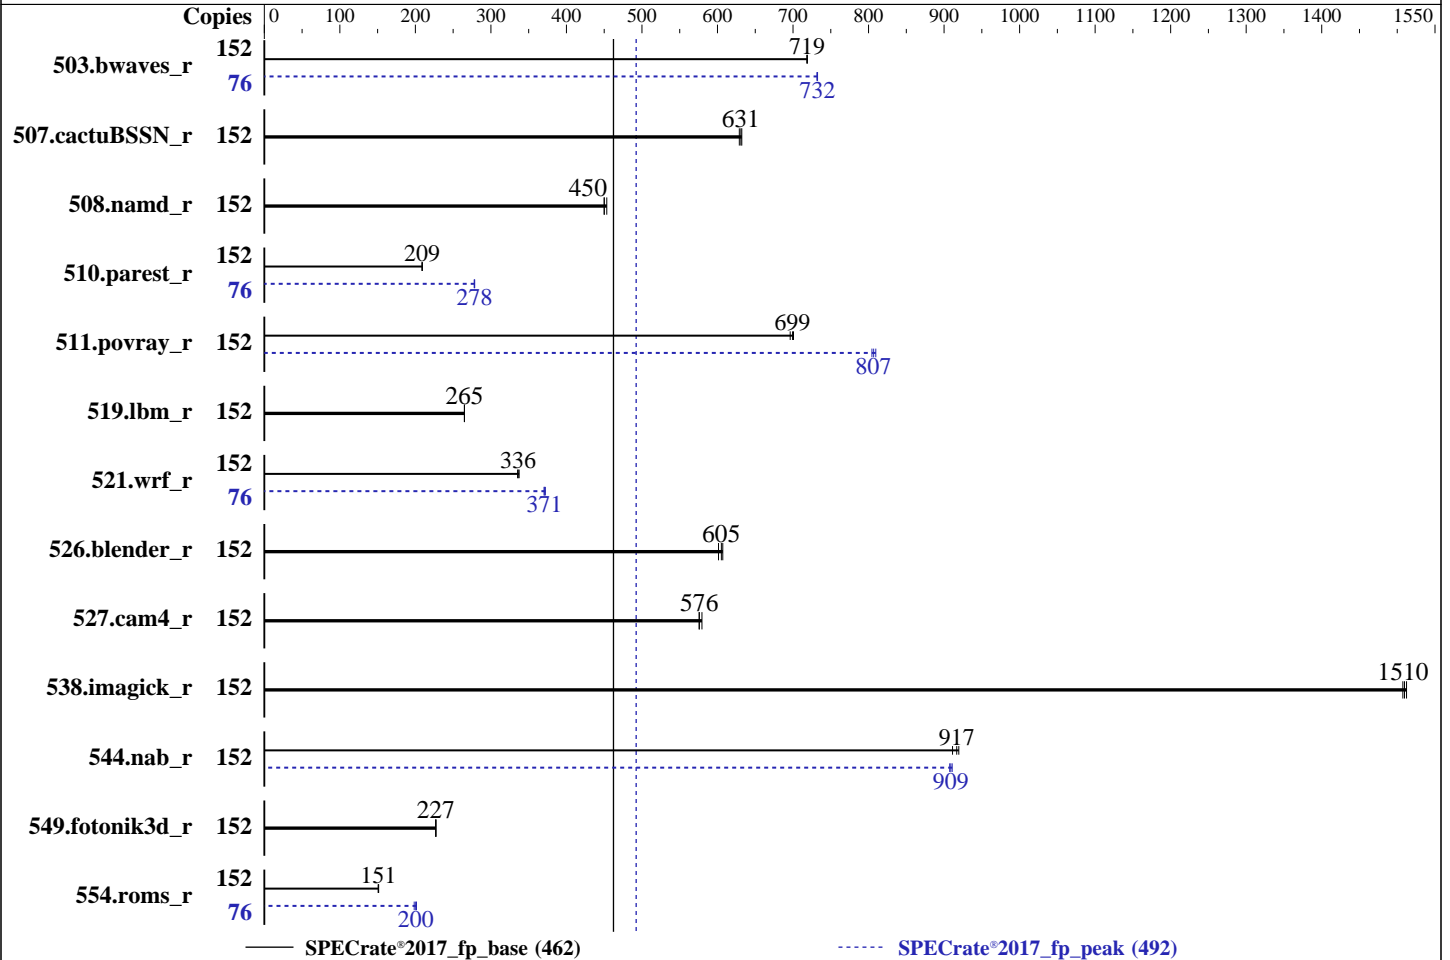 Copies 0 100 200 300 400 500 600 700 800 900 1000 1100 1200 1300 1400 1550
503.bwaves_r 152 719
76 732
507.cactuBSSN_r 152 631
508.namd_r 152 450
510.parest_r 152 209
76 278
511.povray_r 152 699
807
519.lbm_r 152 265
521.wrf_r 152 336
76 371
526.blender_r 152 605
527.cam4_r 152 576
538.imagick_r 152 1510
544.nab_r 152 917
909
549.fotonik3d_r 152 227
554.roms_r 152 151
76 200
SPECrate®2017_fp_base (462) SPECrate®2017_fp_peak (492)